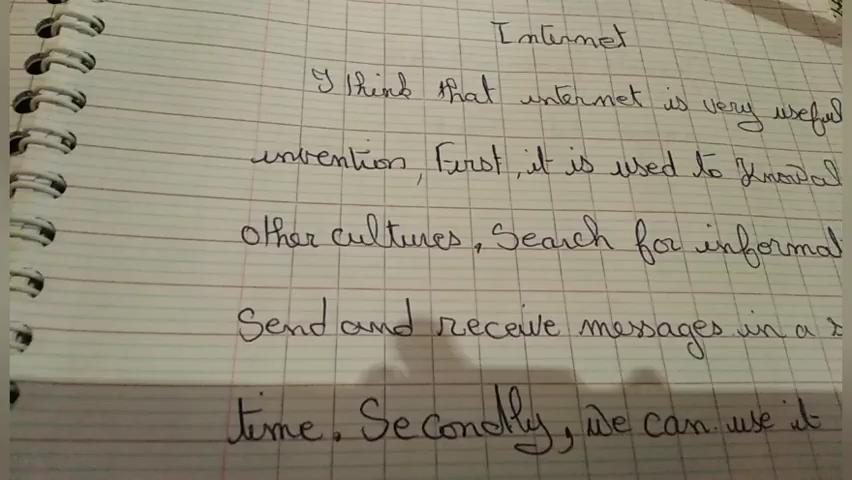 Internet
I think that internet is very useful
invention, First, it is used to
other cultures, Search for
Send and receive messages in a
time. Secondly, we can use it